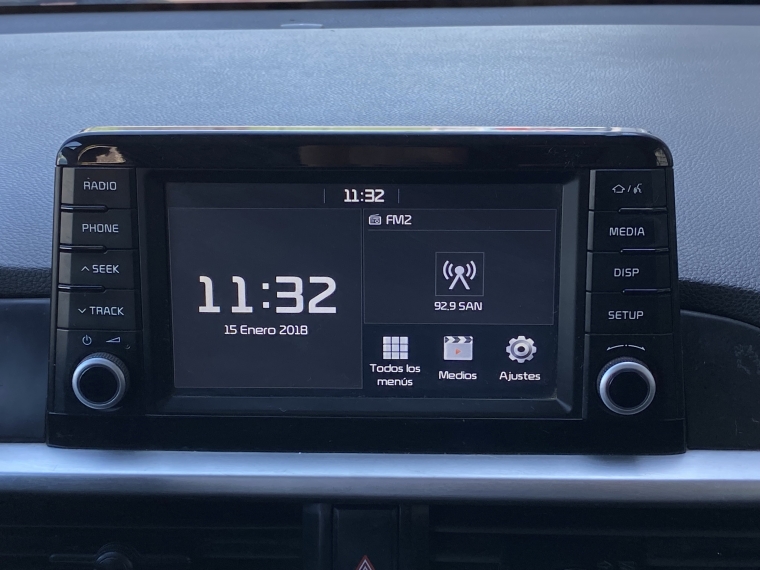 RADIO
PHONE
SEEK
TRACK
11:32
11:32
15 Enero 2018
FM2
92.9 SAN
Todos los
menús
Medios
Ajustes
MEDIA
DISP
SETUP